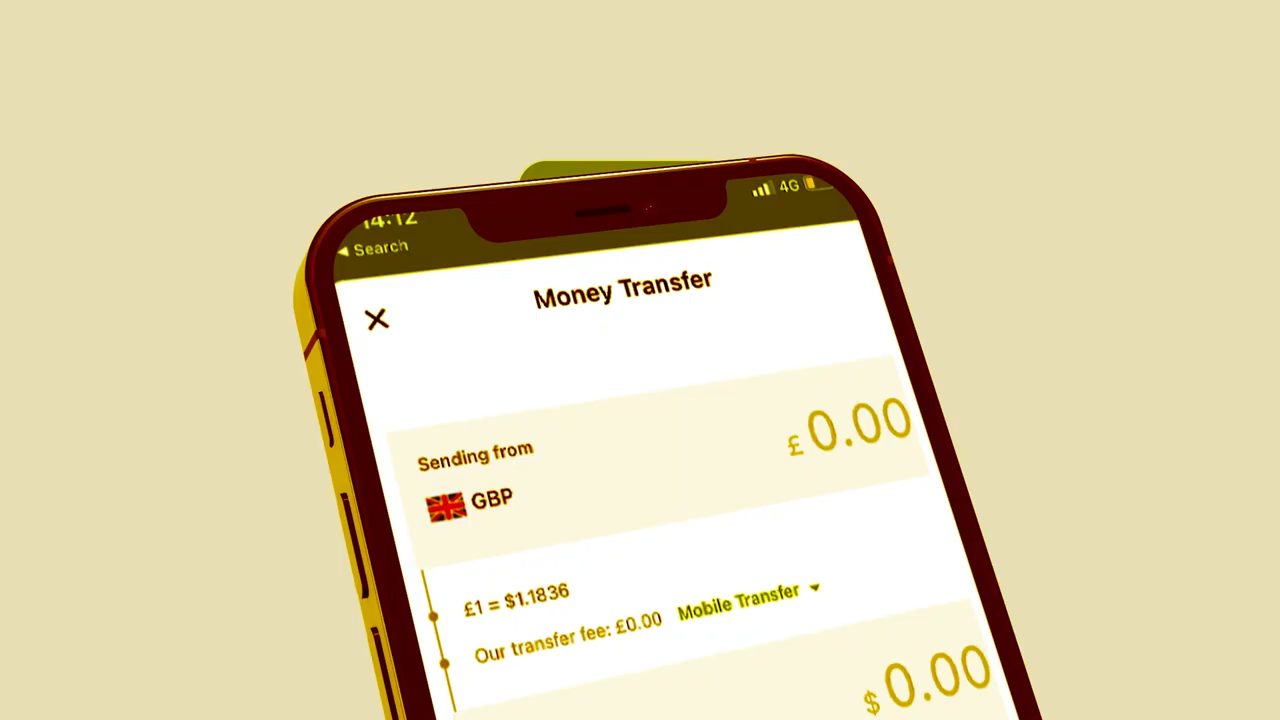 14:12
4G
◀ Search
Money Transfer
Sending from
£ 0.00
GBP
£1 = $1.1836
Our transfer fee: £0.00 Mobile Transfer
$ 0.00